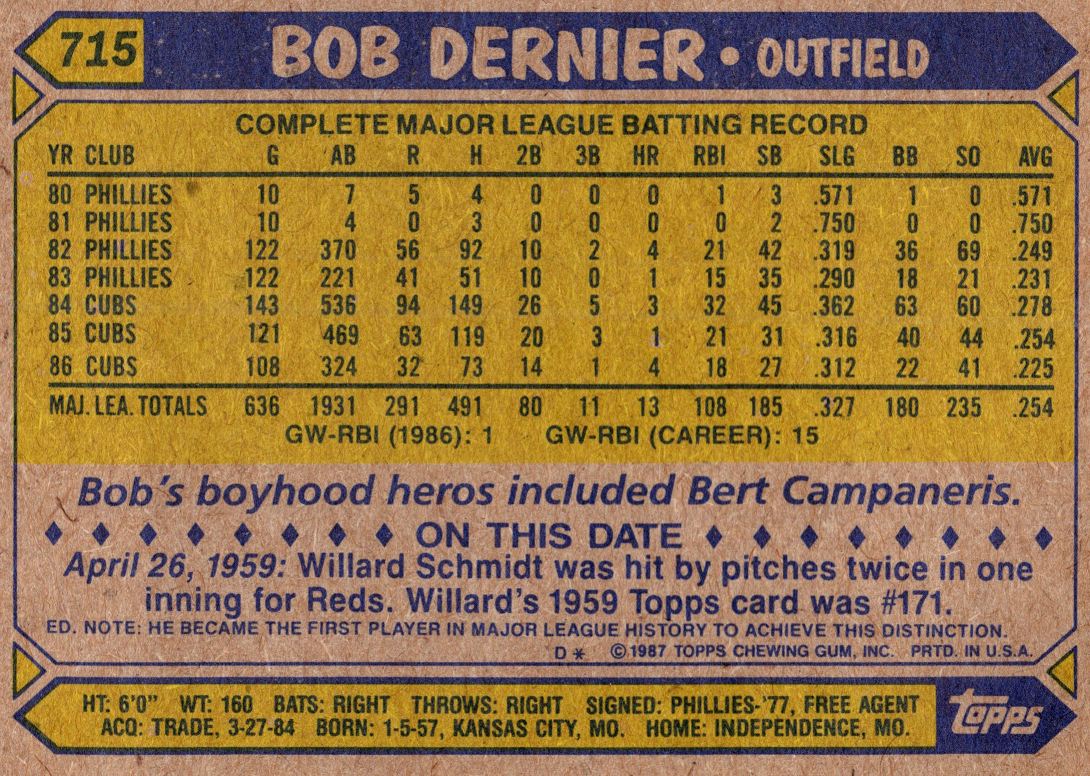 715 BOB DERNIER • OUTFIELD
COMPLETE MAJOR LEAGUE BATTING RECORD
YR CLUB G AB R H 2B 3B HR RBI SB SLG BB SO AVG
80 PHILLIES 10 7 5 4 0 0 0 1 3 .571 1 0 .571
81 PHILLIES 10 4 0 3 0 0 0 0 2 .750 0 0 .750
82 PHILLIES 122 370 56 92 10 2 4 21 42 .319 36 69 .249
83 PHILLIES 122 221 41 51 10 0 1 15 35 .290 18 21 .231
84 CUBS 143 536 94 149 26 5 3 32 45 .362 63 60 .278
85 CUBS 121 469 63 119 20 3 1 21 31 .316 40 44 .254
86 CUBS 108 324 32 73 14 1 4 18 27 .312 22 41 .225
MAJ. LEA. TOTALS 636 1931 291 491 80 11 13 108 185 .327 180 235 .254
GW-RBI (1986): 1 GW-RBI (CAREER): 15
Bob's boyhood heros included Bert Campaneris.
ON THIS DATE
April 26, 1959: Willard Schmidt was hit by pitches twice in one
inning for Reds. Willard's 1959 Topps card was #171.
ED. NOTE: HE BECAME THE FIRST PLAYER IN MAJOR LEAGUE HISTORY TO ACHIEVE THIS DISTINCTION.
D * © 1987 TOPPS CHEWING GUM, INC. PRTD. IN U.S.A.
HT: 6'0" WT: 160 BATS: RIGHT THROWS: RIGHT SIGNED: PHILLIES-'77, FREE AGENT
ACQ: TRADE, 3-27-84 BORN: 1-5-57, KANSAS CITY, MO. HOME: INDEPENDENCE, MO.
topps